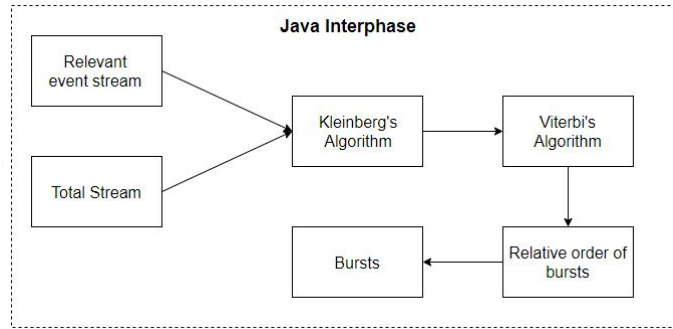 Java Interphase
Relevant
event stream
Kleinberg's
Algorithm
Viterbi's
Algorithm
Total Stream
Bursts
Relative order of
bursts